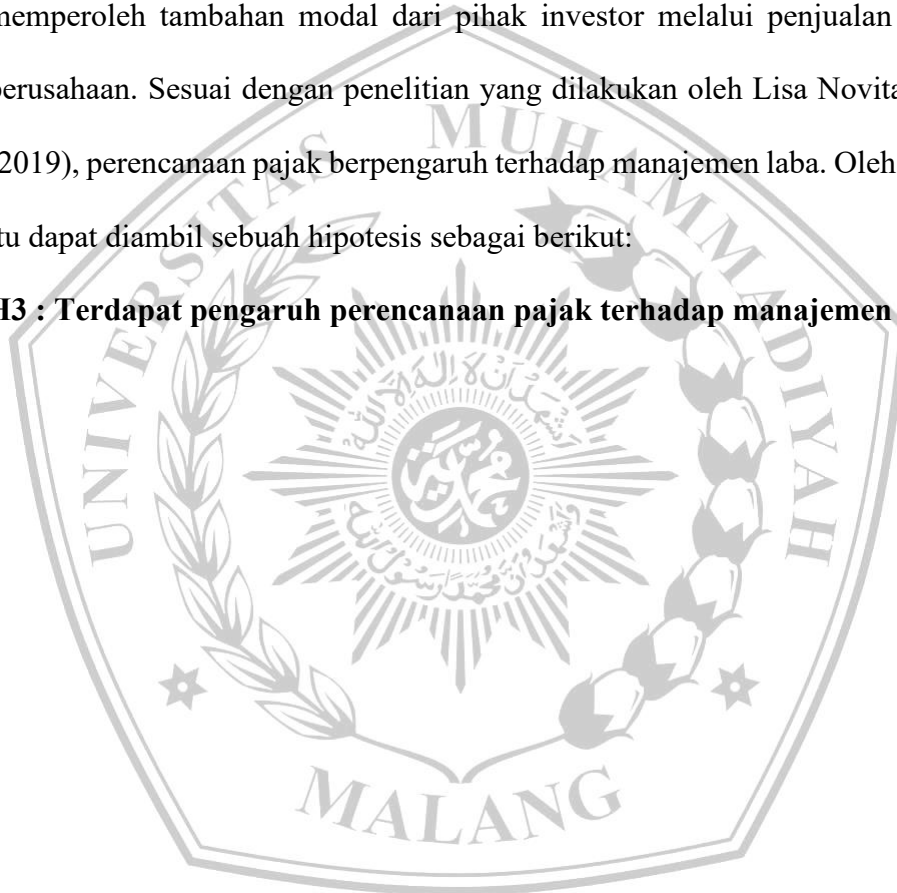 memperoleh tambahan modal dari pihak investor melalui penjualan
perusahaan. Sesuai dengan penelitian yang dilakukan oleh Lisa Novita
2019), perencanaan pajak berpengaruh terhadap manajemen laba. Oleh
tu dapat diambil sebuah hipotesis sebagai berikut:
H3 : Terdapat pengaruh perencanaan pajak terhadap manajemen
UNIVERSITAS MUHAMMADIYAH
MALANG